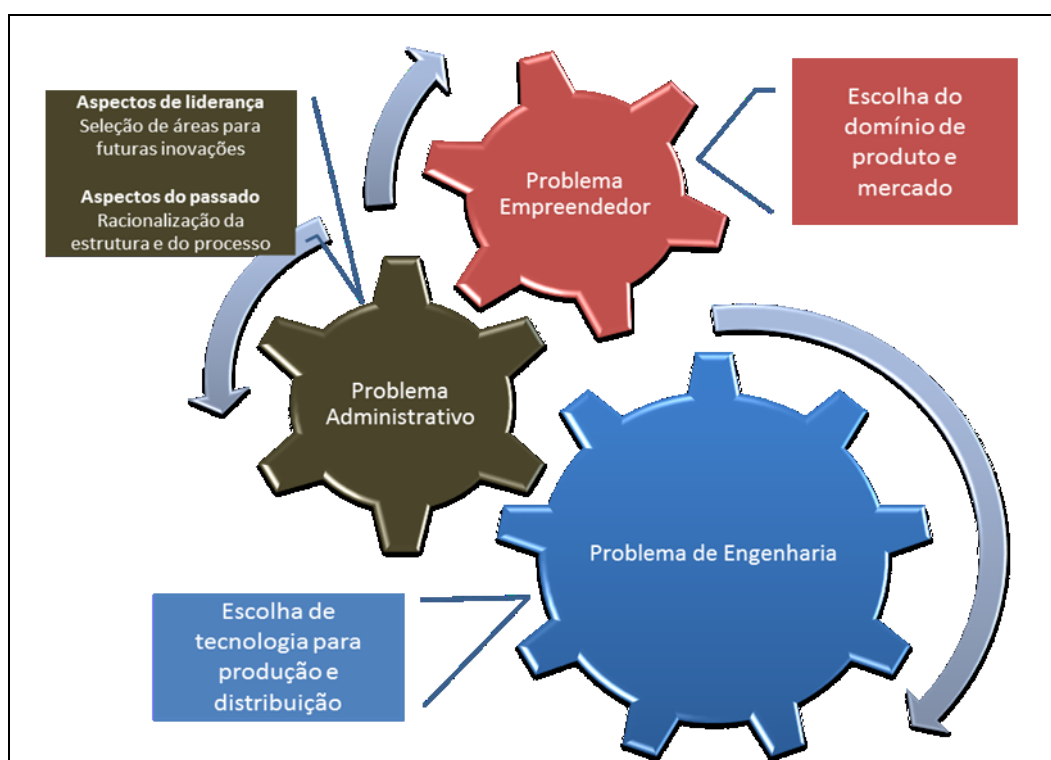 Aspectos de liderança
Seleção de áreas para
futuras inovações
Aspectos do passado
Racionalização da
estrutura e do processo
Problema
Empreendedor
Escolha do
domínio de
produto e
mercado
Problema
Administrativo
Problema de Engenharia
Escolha de
tecnologia para
produção e
distribuição